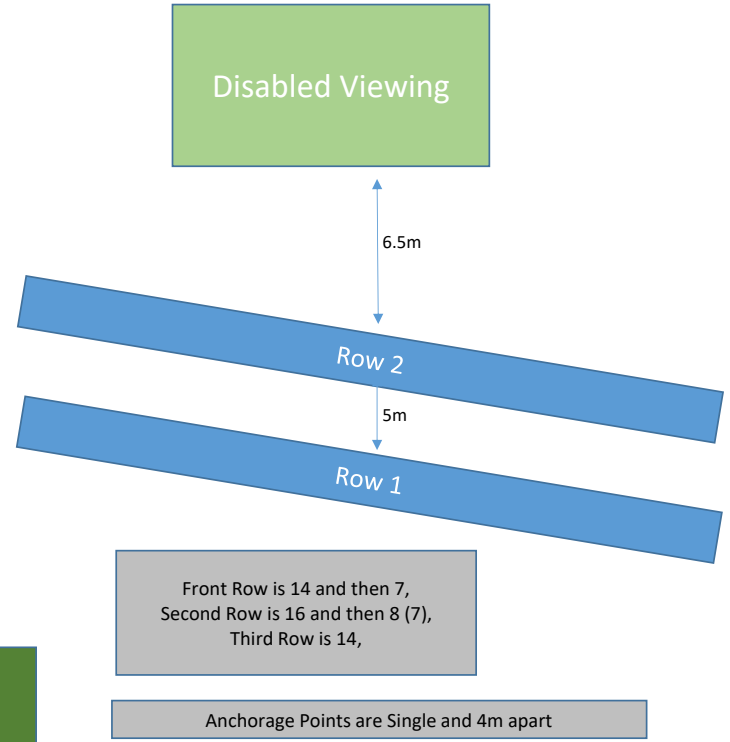 Disabled Viewing
6.5m
Row 2
5m
Row 1
Front Row is 14 and then 7,
Second Row is 16 and then 8 (7),
Third Row is 14,
Anchorage Points are Single and 4m apart